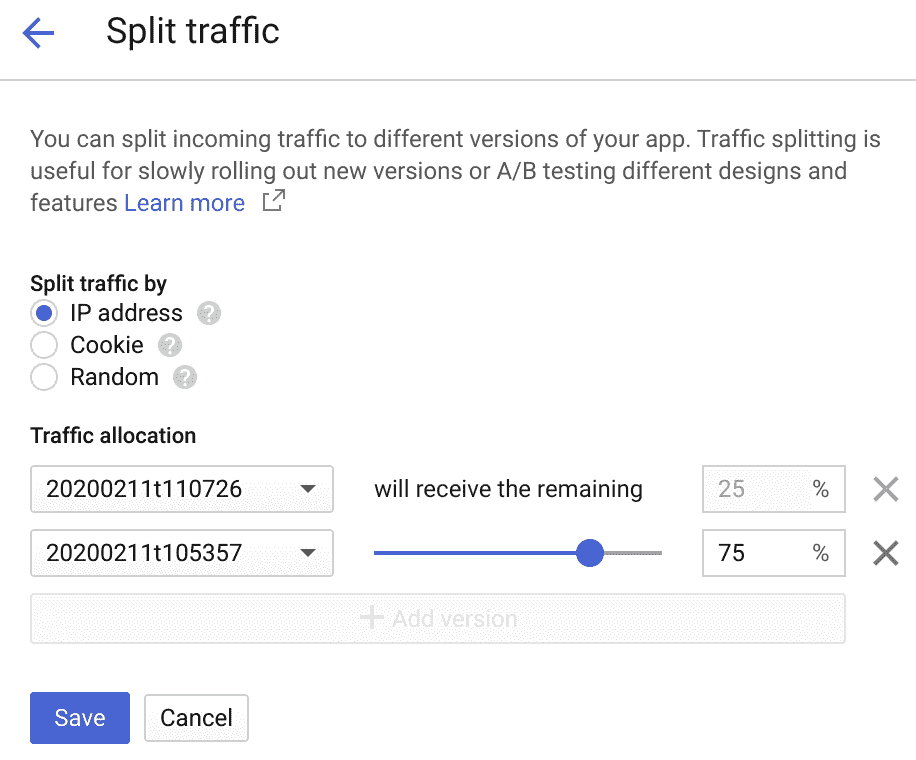 Split traffic
You can split incoming traffic to different versions of your app. Traffic splitting is
useful for slowly rolling out new versions or A/B testing different designs and
features Learn more
Split traffic by
IP address ?
Cookie ?
Random ?
Traffic allocation
20200211t110726 will receive the remaining 25 %
20200211t105357 75 %
+ Add version
Save Cancel